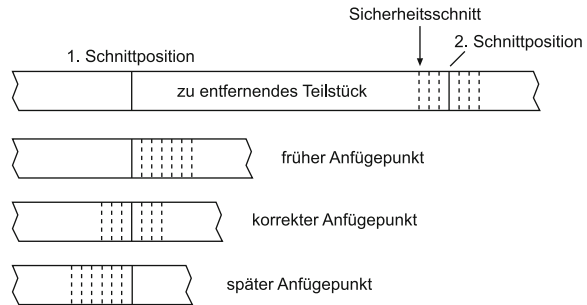 Sicherheitsschnitt
2. Schnittposition
1. Schnittposition
zu entfernendes Teilstück
früher Anfügepunkt
korrekter Anfügepunkt
später Anfügepunkt